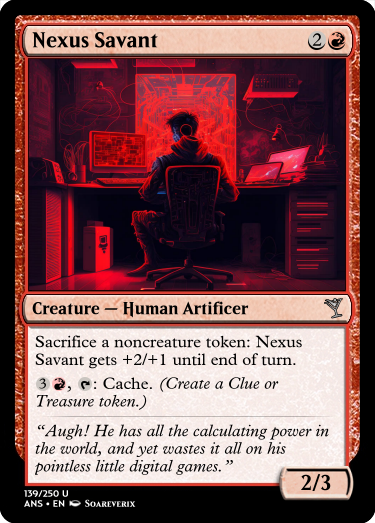 Nexus Savant 2
Creature — Human Artificer
Sacrifice a noncreature token: Nexus
Savant gets +2/+1 until end of turn.
3 , : Cache. (Create a Clue or
Treasure token.)
“Augh! He has all the calculating power in
the world, and yet wastes it all on his
pointless little digital games.”
2/3
139/250 U
ANS • EN Soareverix